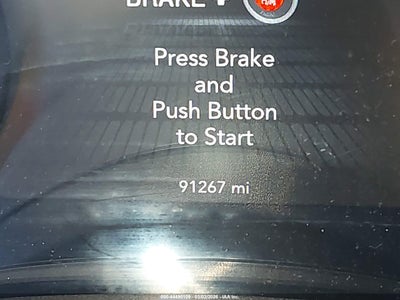 BRAKE +
Press Brake
and
Push Button
to Start
91267 mi